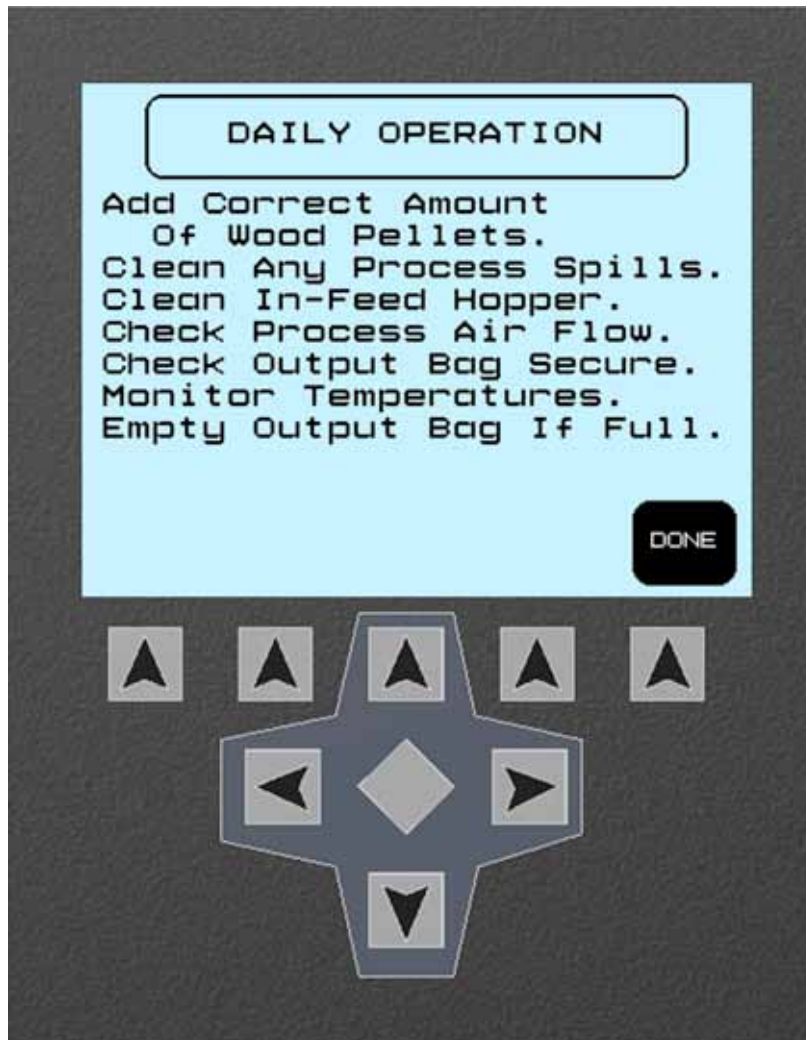 DAILY OPERATION
Add Correct Amount
Of Wood Pellets.
Clean Any Process Spills.
Clean In-Feed Hopper.
Check Process Air Flow.
Check Output Bag Secure.
Monitor Temperatures.
Empty Output Bag If Full.
DONE